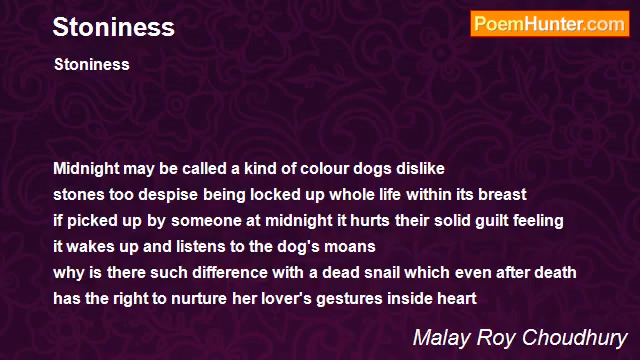 Stoniness
PoemHunter.com
Stoniness
Midnight may be called a kind of colour dogs dislike
stones too despise being locked up whole life within its breast
if picked up by someone at midnight it hurts their solid guilt feeling
it wakes up and listens to the dog's moans
why is there such difference with a dead snail which even after death
has the right to nurture her lover's gestures inside heart
Malay Roy Choudhury